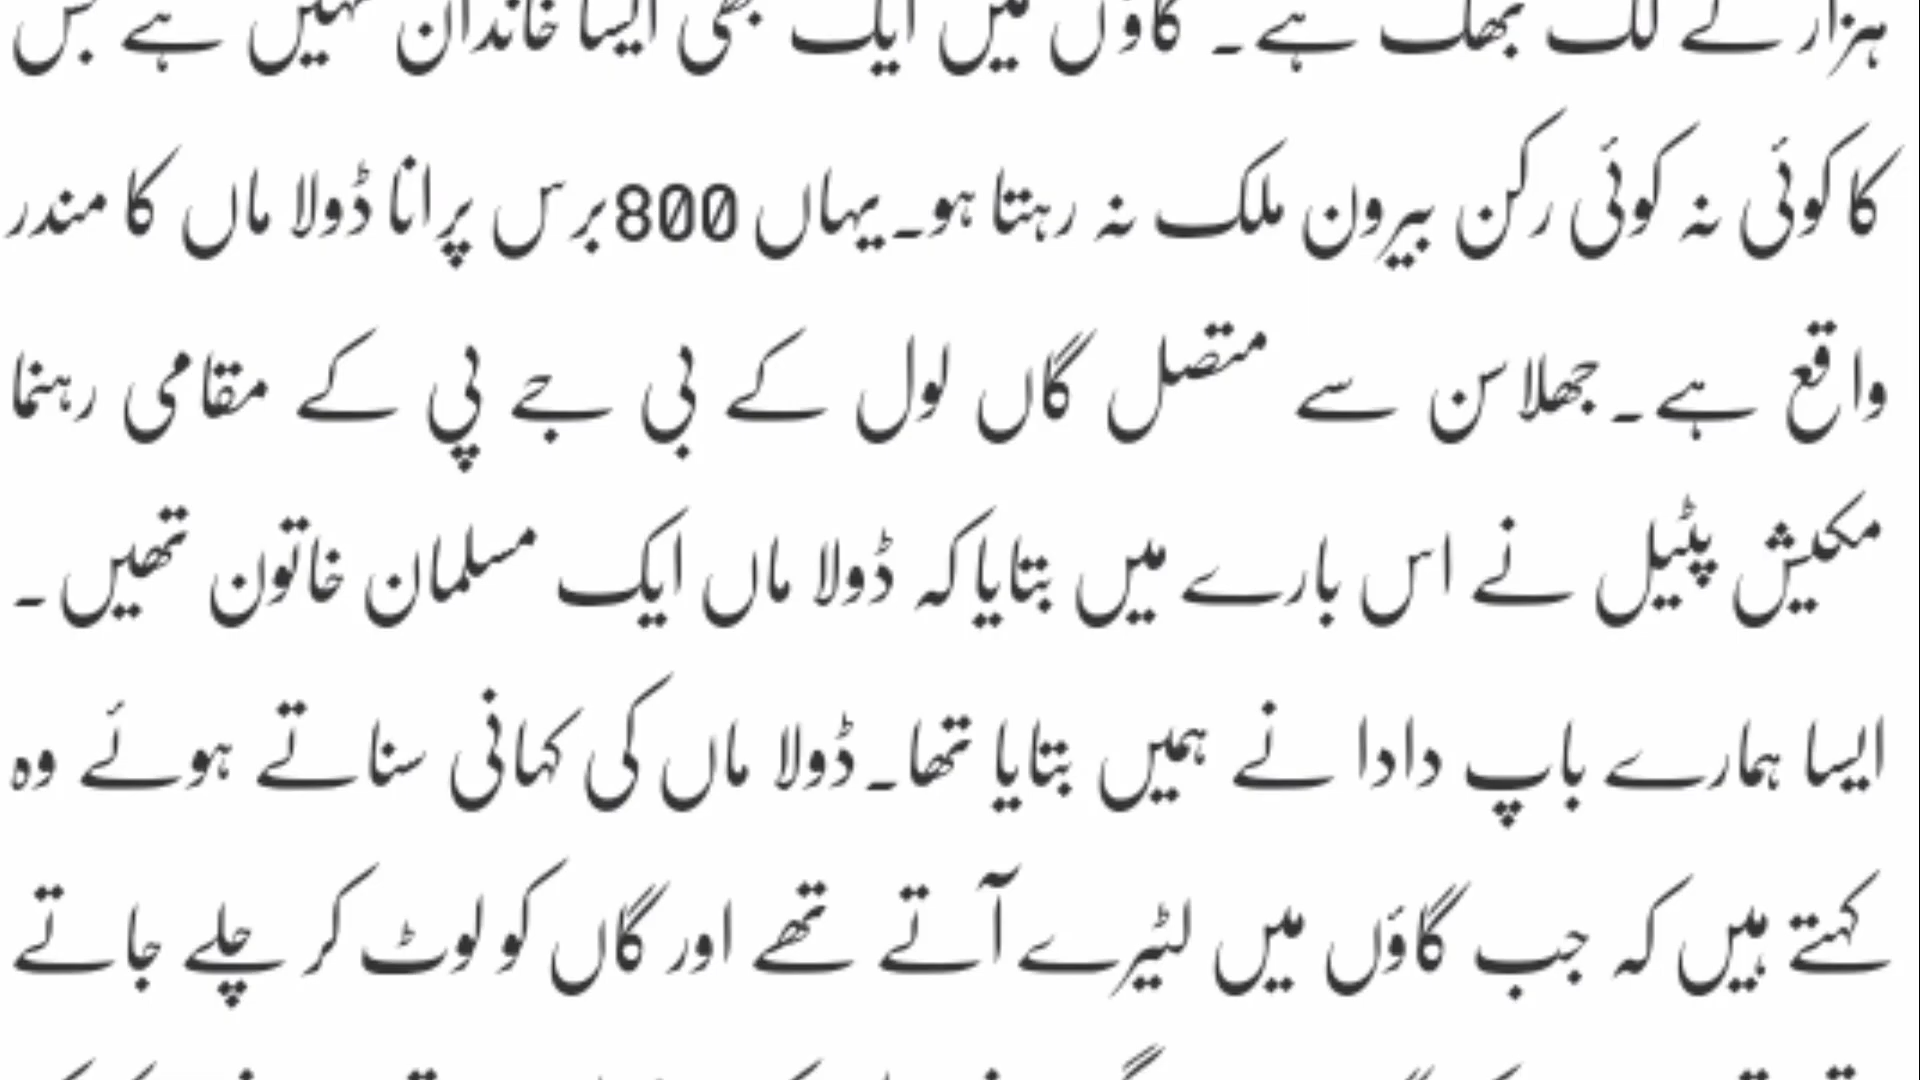 ہزار کے لگ بھگ ہے۔ گاؤں میں ایک بھی ایسا خاندان نہیں ہے جس
کا کوئی نہ کوئی رکن بیرون ملک نہ رہتا ہو۔یہاں 800برس پرانا ڈولا ماں کا مندر
واقع ہے۔جھلاسن سے متصل گاں لول کے بی جے پی کے مقامی رہنما
مکیش پٹیل نے اس بارے میں بتایا کہ ڈولا ماں ایک مسلمان خاتون تھیں۔
ایسا ہمارے باپ دادا نے ہمیں بتایا تھا۔ڈولا ماں کی کہانی سناتے ہوئے وہ
کہتے ہیں کہ جب گاؤں میں لٹیرے آتے تھے اور گاں کو لوٹ کر چلے جاتے